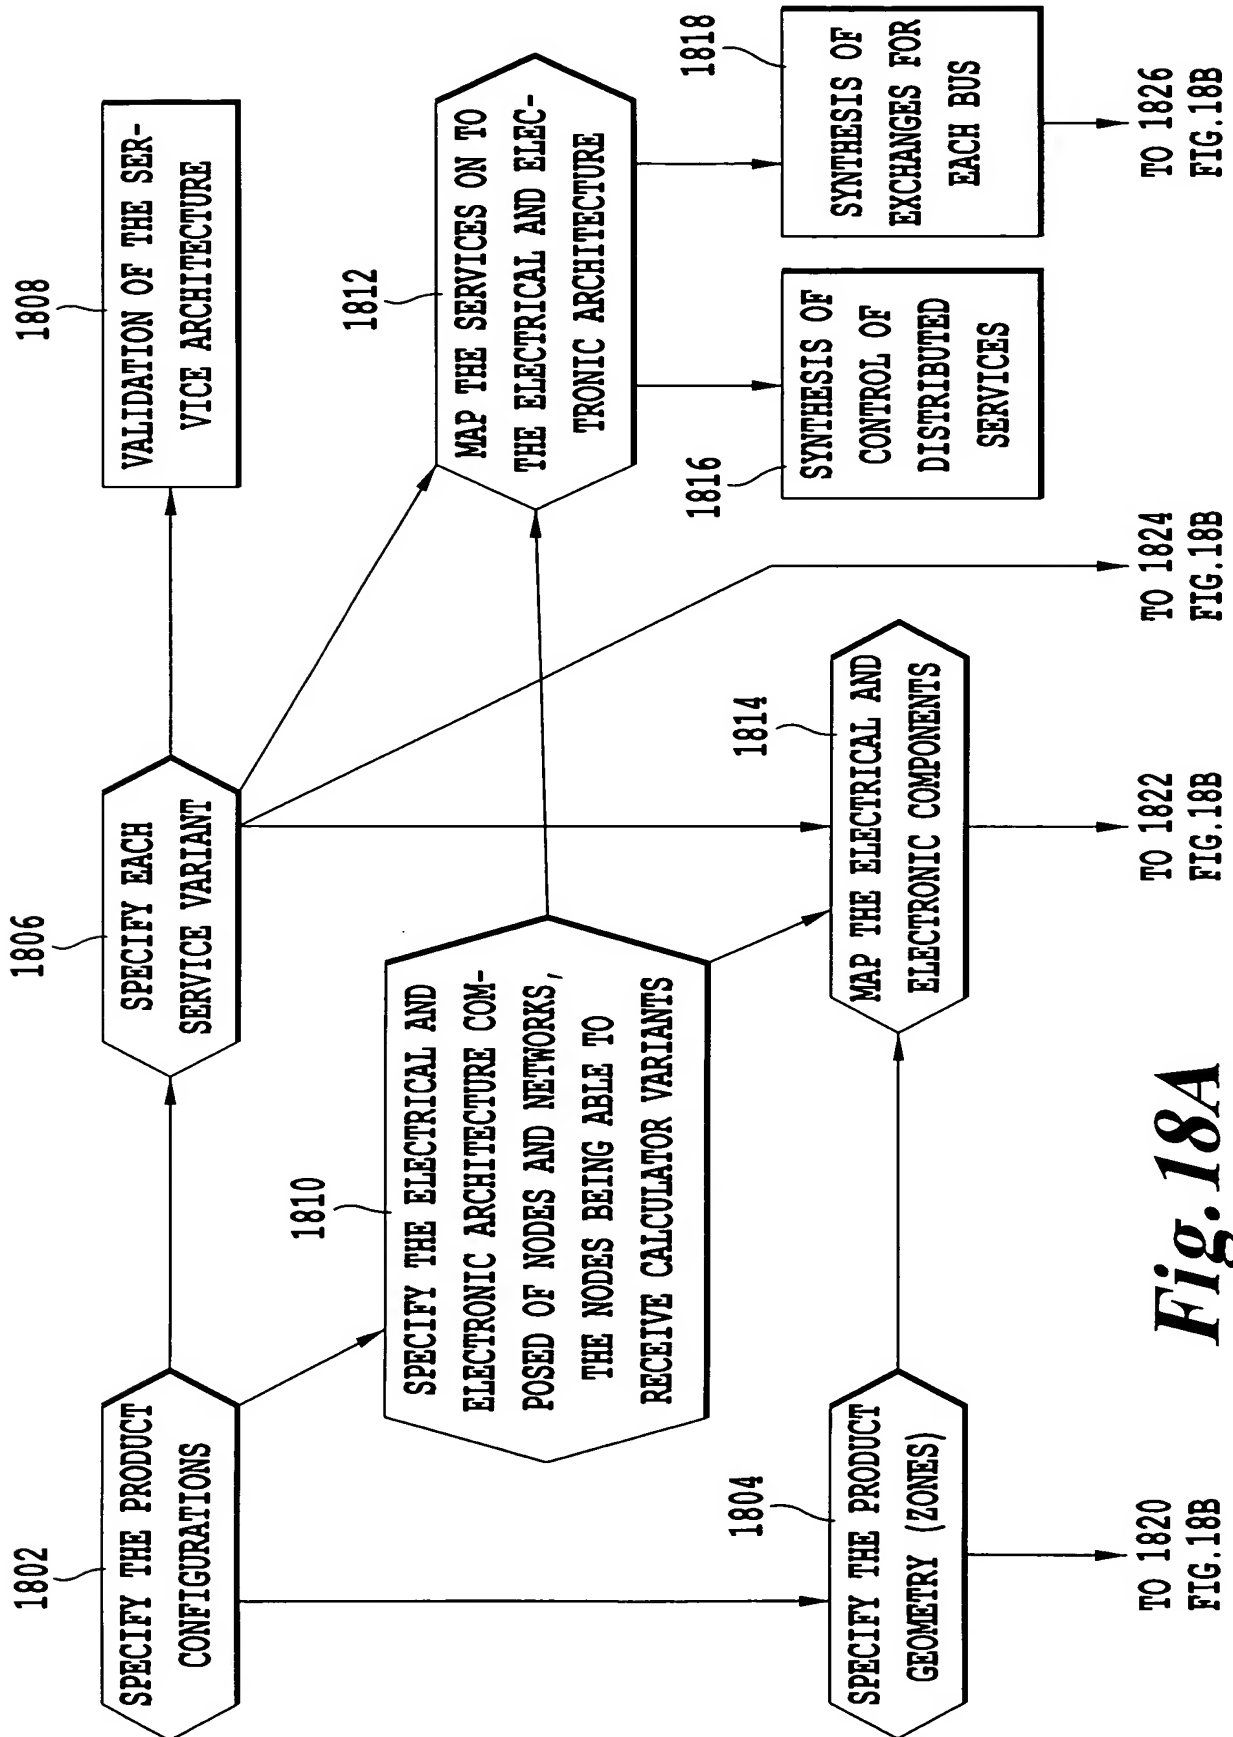 1802
SPECIFY THE PRODUCT
CONFIGURATIONS
1806
SPECIFY EACH
SERVICE VARIANT
1808
VALIDATION OF THE SER-
VICE ARCHITECTURE
1810
SPECIFY THE ELECTRICAL AND
ELECTRONIC ARCHITECTURE COM-
POSED OF NODES AND NETWORKS,
THE NODES BEING ABLE TO
RECEIVE CALCULATOR VARIANTS
1812
MAP THE SERVICES ON TO
THE ELECTRICAL AND ELEC-
TRONIC ARCHITECTURE
1804
SPECIFY THE PRODUCT
GEOMETRY (ZONES)
1814
MAP THE ELECTRICAL AND
ELECTRONIC COMPONENTS
1816
SYNTHESIS OF
CONTROL OF
DISTRIBUTED
SERVICES
1818
SYNTHESIS OF
EXCHANGES FOR
EACH BUS
TO 1820
FIG.18B
TO 1822
FIG.18B
TO 1824
FIG.18B
TO 1826
FIG.18B
Fig. 18A